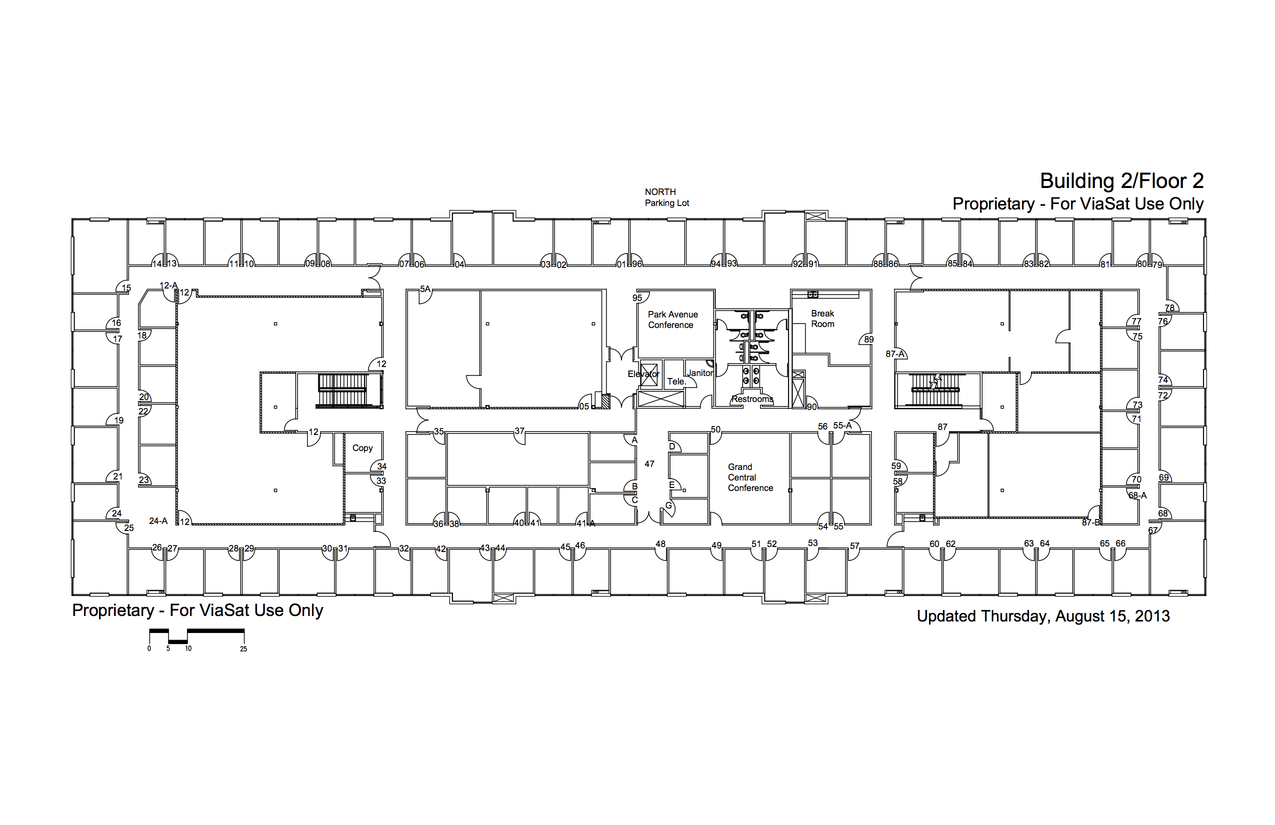 NORTH
Parking Lot
Building 2/Floor 2
Proprietary - For ViaSat Use Only
14 13 11 10 09 08 07 06 04 03 02 01 96 94 93 92 91 88 86 85 84 83 82 81 80 79
15 12-A 12 5A 95 78
16 17 18 Park Avenue
Conference
Break
Room
89 87-A 77 76 75
12 Elevator Tele. Janitor 74
20 22 19 05 Restrooms 90 73 72 71
12 35 37 A 50 56 55-A 87
Copy 34 33 D 47 Grand
Central
Conference
59 58
21 23 B E C G 70 69 68-A
24 24-A 25 12 36 38 40 41 41-A 54 55 87-B 68 67
26 27 28 29 30 31 32 42 43 44 45 46 48 49 51 52 53 57 60 62 63 64 65 66
Proprietary - For ViaSat Use Only
Updated Thursday, August 15, 2013
0 5 10 25